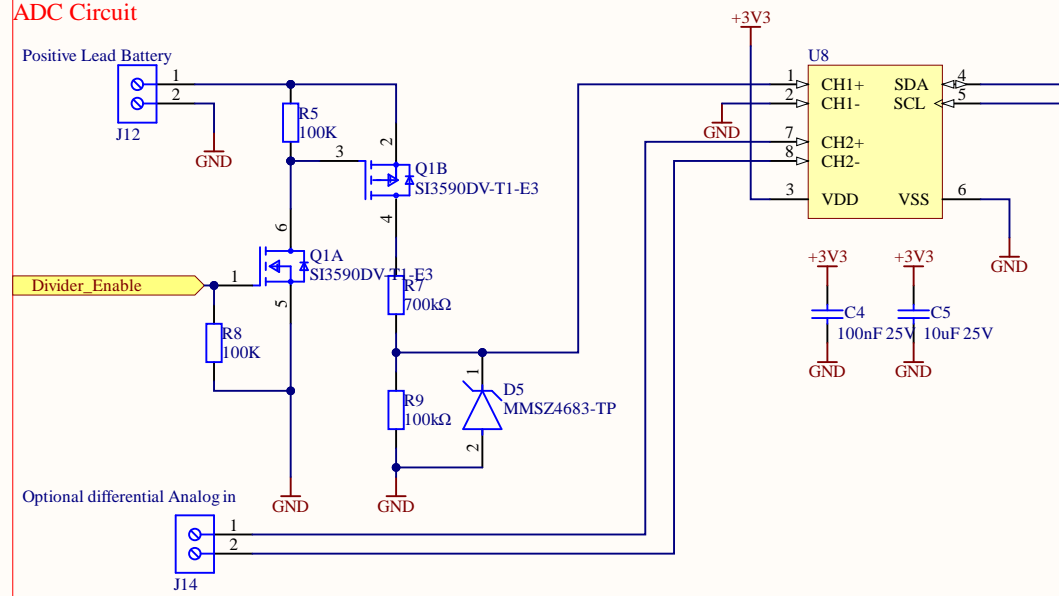 ADC Circuit
Positive Lead Battery
1
2
J12
GND
R5
100K
3
2
Q1B
SI3590DV-T1-E3
4
6
Q1A
SI3590DV-T1-E3
Divider_Enable
1
5
R7
700kΩ
R8
100K
R9
100kΩ
1
D5
MMSZ4683-TP
2
GND
GND
Optional differential Analog in
1
2
J14
+3V3
U8
1
CH1+
SDA
4
2
CH1-
SCL
5
GND
7
CH2+
8
CH2-
3
VDD
VSS
6
GND
+3V3
C4
100nF 25V
GND
+3V3
C5
10uF 25V
GND